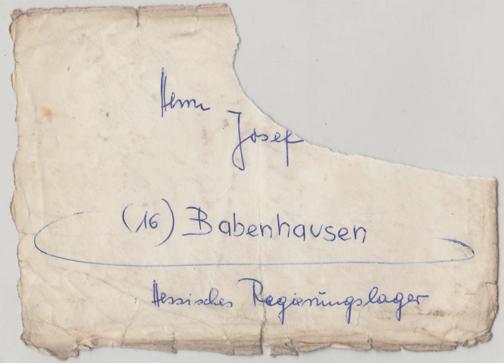 Herrn
Josef
(16) Babenhausen
Hessisches Regierungslager